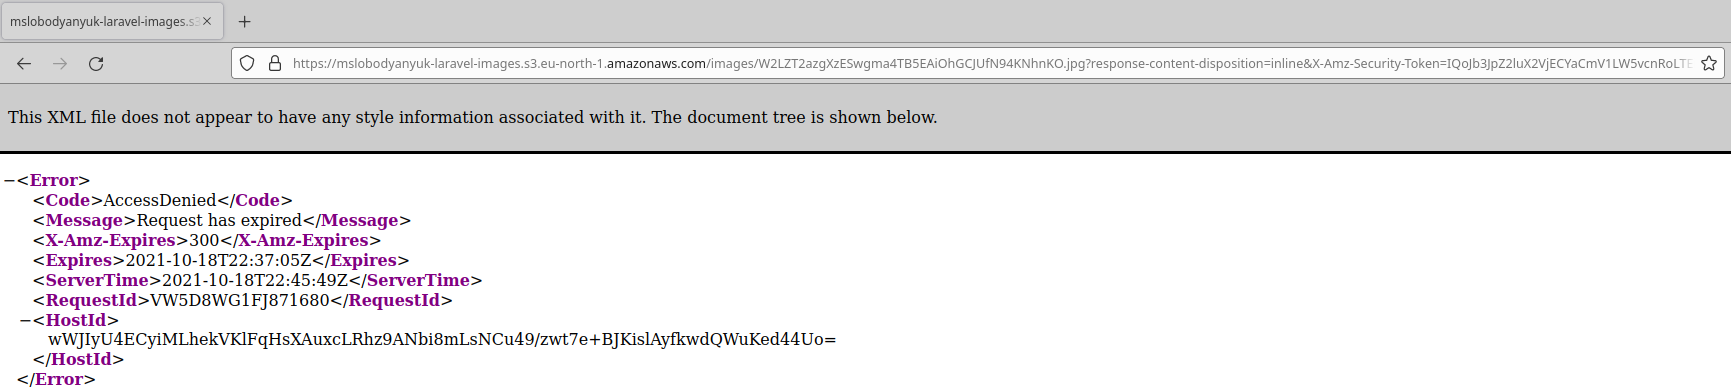 mslobodyanyuk-laravel-images.s3
https://mslobodyanyuk-laravel-images.s3.eu-north-1.amazonaws.com/images/W2LZT2azgXzESwgma4TB5EAiOhGCJUfN94KNhnKO.jpg?response-content-disposition=inline&X-Amz-Security-Token=IQoJb3JpZ2luX2VjECYaCmV1LW5vcnRoLTE
This XML file does not appear to have any style information associated with it. The document tree is shown below.
−<Error>
<Code>AccessDenied</Code>
<Message>Request has expired</Message>
<X-Amz-Expires>300</X-Amz-Expires>
<Expires>2021-10-18T22:37:05Z</Expires>
<ServerTime>2021-10-18T22:45:49Z</ServerTime>
<RequestId>VW5D8WG1FJ871680</RequestId>
−<HostId>
wWJIyU4ECyiMLhekVKlFqHsXAuxcLRhz9ANbi8mLsNCu49/zwt7e+BJKislAyfkwdQWuKed44Uo=
</HostId>
</Error>